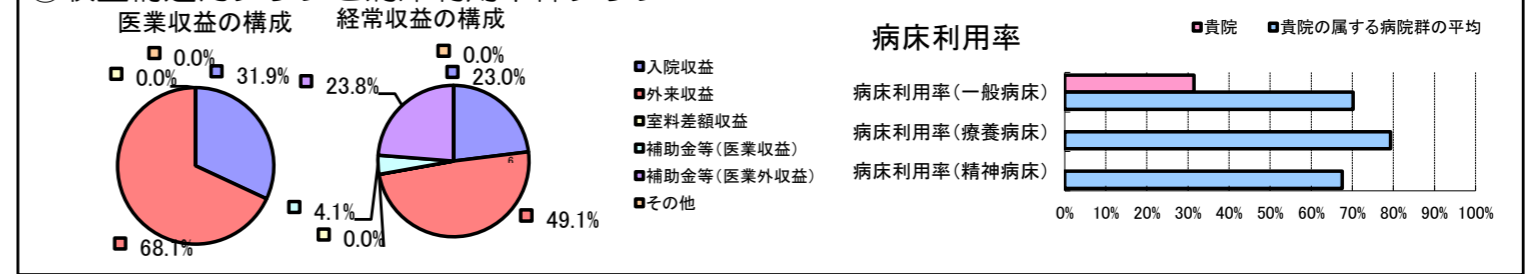 医業収益の構成
0.0%
0.0%
31.9%
68.1%
経常収益の構成
0.0%
23.8%
23.0%
4.1%
0.0%
49.1%
入院収益
外来収益
室料差額収益
補助金等(医業収益)
補助金等(医業外収益)
その他
病床利用率
貴院 貴院の属する病院群の平均
病床利用率(一般病床)
病床利用率(療養病床)
病床利用率(精神病床)
0% 10% 20% 30% 40% 50% 60% 70% 80% 90% 100%